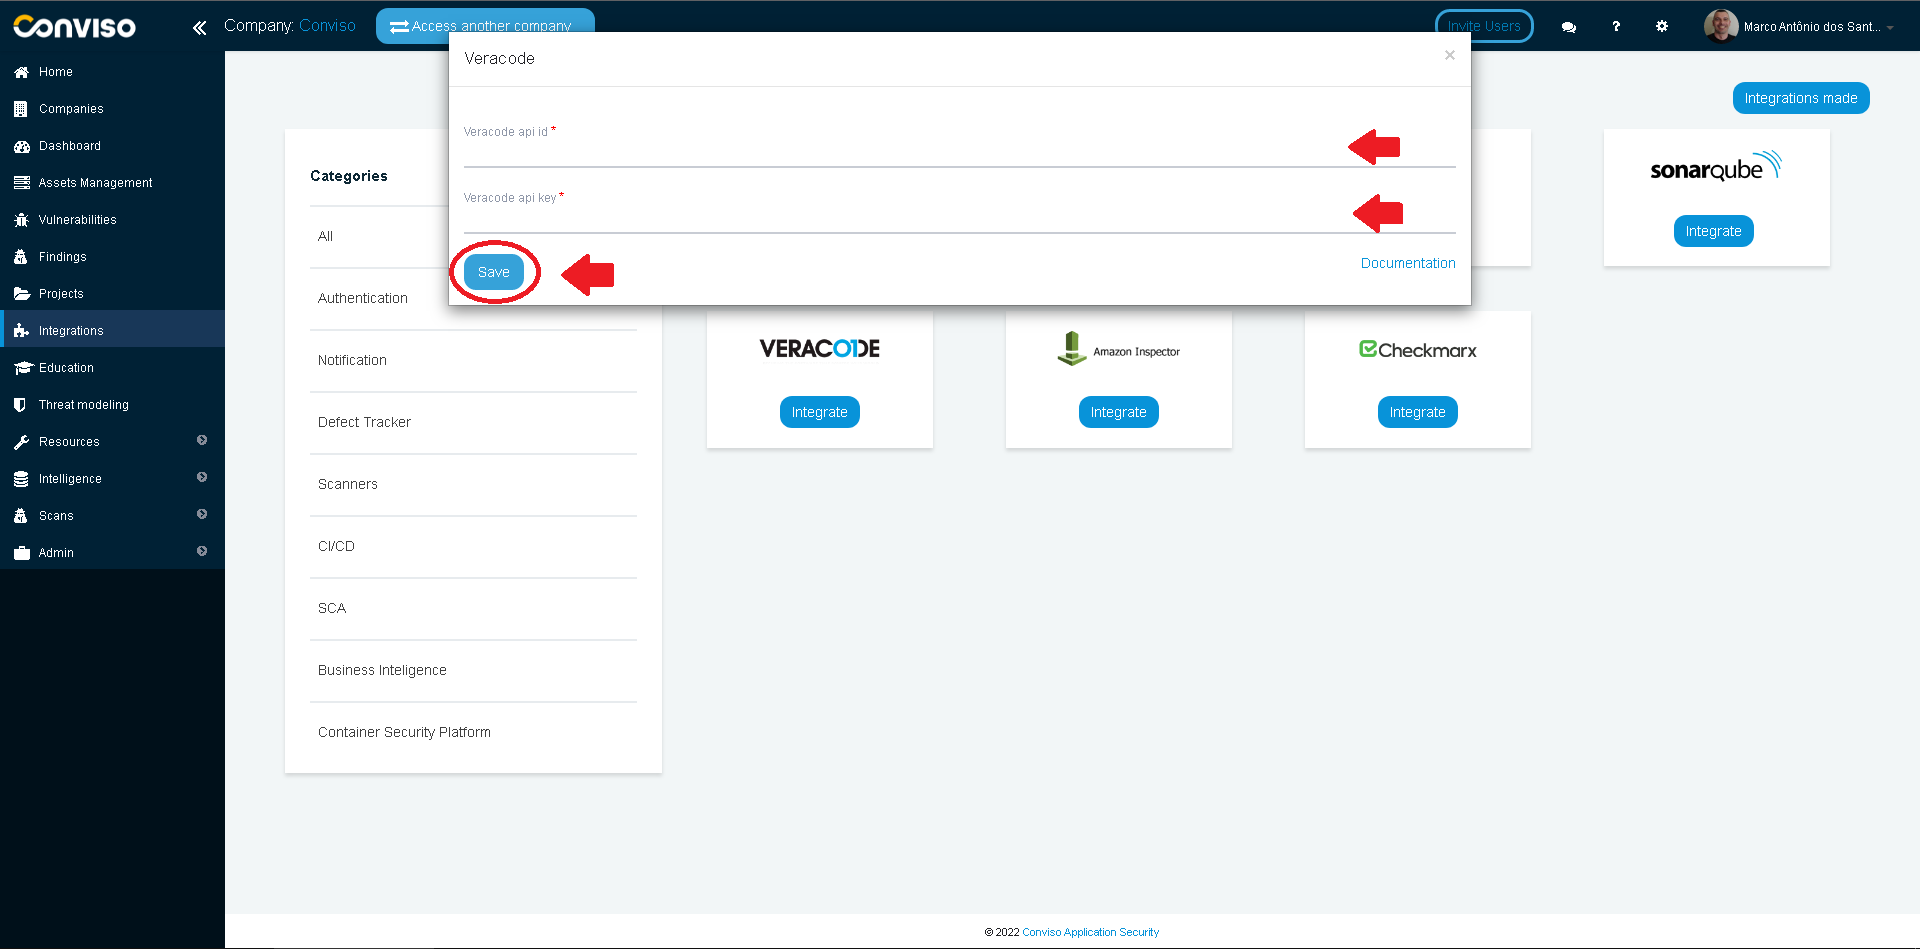 Conviso
Company: Conviso
Access another company
Invite Users
?
Marco Antônio dos Sant...
Home
Companies
Dashboard
Assets Management
Vulnerabilities
Findings
Projects
Integrations
Education
Threat modeling
Resources
Intelligence
Scans
Admin
Veracode
×
Veracode api id *
Veracode api key *
Save
Documentation
Integrations made
Categories
All
Authentication
Notification
Defect Tracker
Scanners
CI/CD
SCA
Business Inteligence
Container Security Platform
sonarqube
Integrate
VERACODE
Integrate
Amazon Inspector
Integrate
Checkmarx
Integrate
© 2022 Conviso Application Security